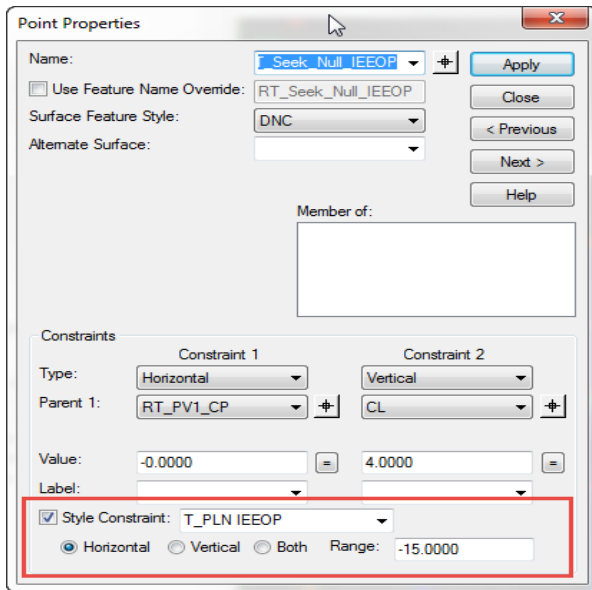 Point Properties
Name: T_Seek_Null_IEEOP Apply
Use Feature Name Override: RT_Seek_Null_IEEOP Close
Surface Feature Style: DNC < Previous
Alternate Surface: Next >
Help
Member of:
Constraints
Constraint 1 Constraint 2
Type: Horizontal Vertical
Parent 1: RT_PV1_CP CL
Value: -0.0000 = 4.0000 =
Label:
Style Constraint: T_PLN IEEOP
Horizontal Vertical Both Range: -15.0000